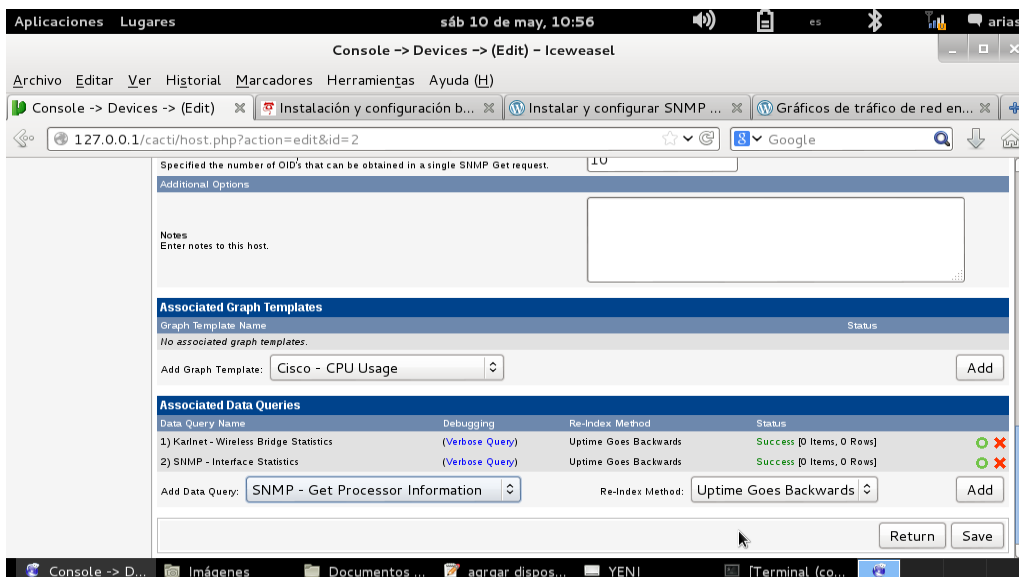 Aplicaciones Lugares sáb 10 de may, 10:56 es arias
Console -> Devices -> (Edit) - Iceweasel
Archivo Editar Ver Historial Marcadores Herramientas Ayuda (H)
Console -> Devices -> (Edit) Instalación y configuración b... Instalar y configurar SNMP ... Gráficos de tráfico de red en...
127.0.0.1/cacti/host.php?action=edit&id=2 Google
Specified the number of OID's that can be obtained in a single SNMP Get request. 10
Additional Options
Notes
Enter notes to this host.
Associated Graph Templates
Graph Template Name Status
No associated graph templates.
Add Graph Template: Cisco - CPU Usage Add
Associated Data Queries
Data Query Name Debugging Re-Index Method Status
1) Karlnet - Wireless Bridge Statistics (Verbose Query) Uptime Goes Backwards Success [0 Items, 0 Rows]
2) SNMP - Interface Statistics (Verbose Query) Uptime Goes Backwards Success [0 Items, 0 Rows]
Add Data Query: SNMP - Get Processor Information Re-Index Method: Uptime Goes Backwards Add
Return Save
Console -> D... Imágenes Documentos ... agrgar dispos... YENI [Terminal (co...